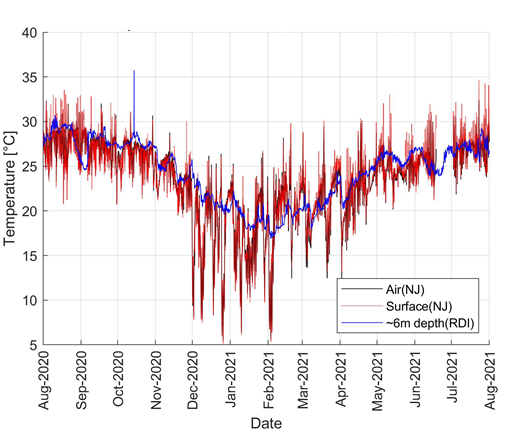 40
35
30
25
20
15
10
5
Temperature [°C]
Air(NJ)
Surface(NJ)
~6m depth(RDI)
Aug-2020
Sep-2020
Oct-2020
Nov-2020
Dec-2020
Jan-2021
Feb-2021
Mar-2021
Apr-2021
May-2021
Jun-2021
Jul-2021
Aug-2021
Date